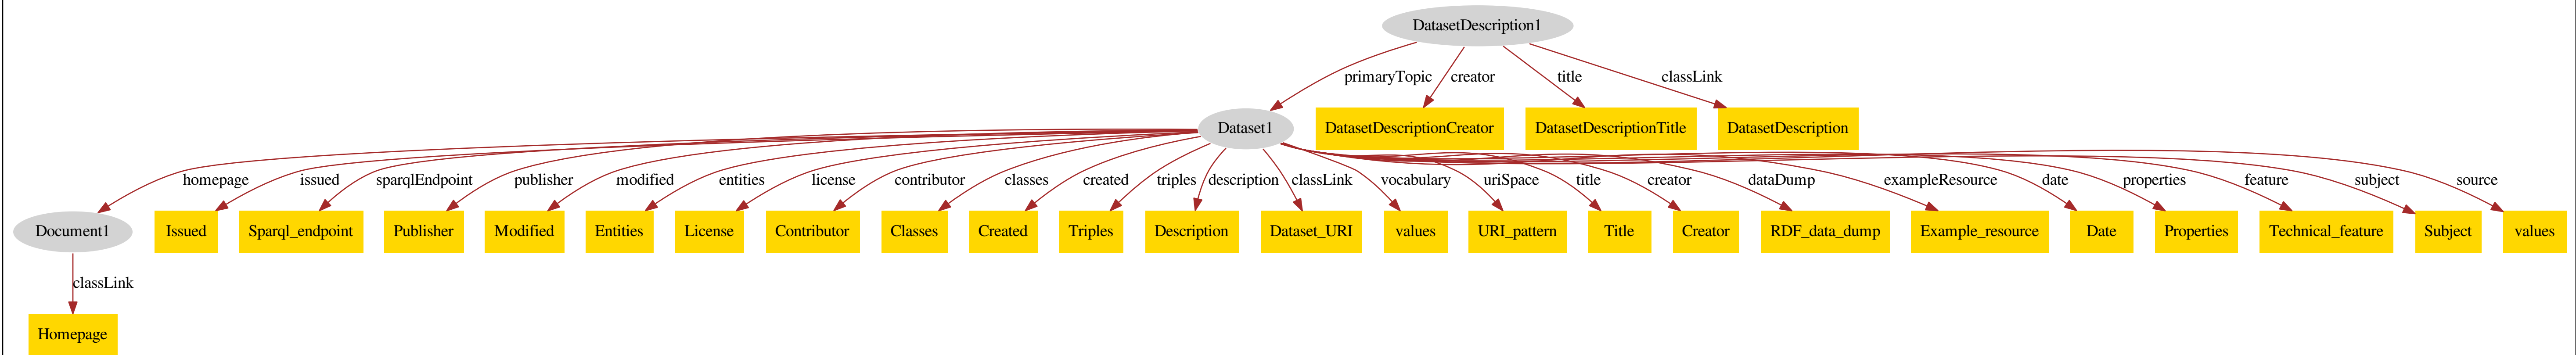 DatasetDescription1
primaryTopic creator title classLink
Dataset1 DatasetDescriptionCreator DatasetDescriptionTitle DatasetDescription
homepage issued sparqlEndpoint publisher modified entities license contributor classes created triples description classLink vocabulary uriSpace title creator dataDump exampleResource date properties feature subject source
Document1 Issued Sparql_endpoint Publisher Modified Entities License Contributor Classes Created Triples Description Dataset_URI values URI_pattern Title Creator RDF_data_dump Example_resource Date Properties Technical_feature Subject values
classLink
Homepage